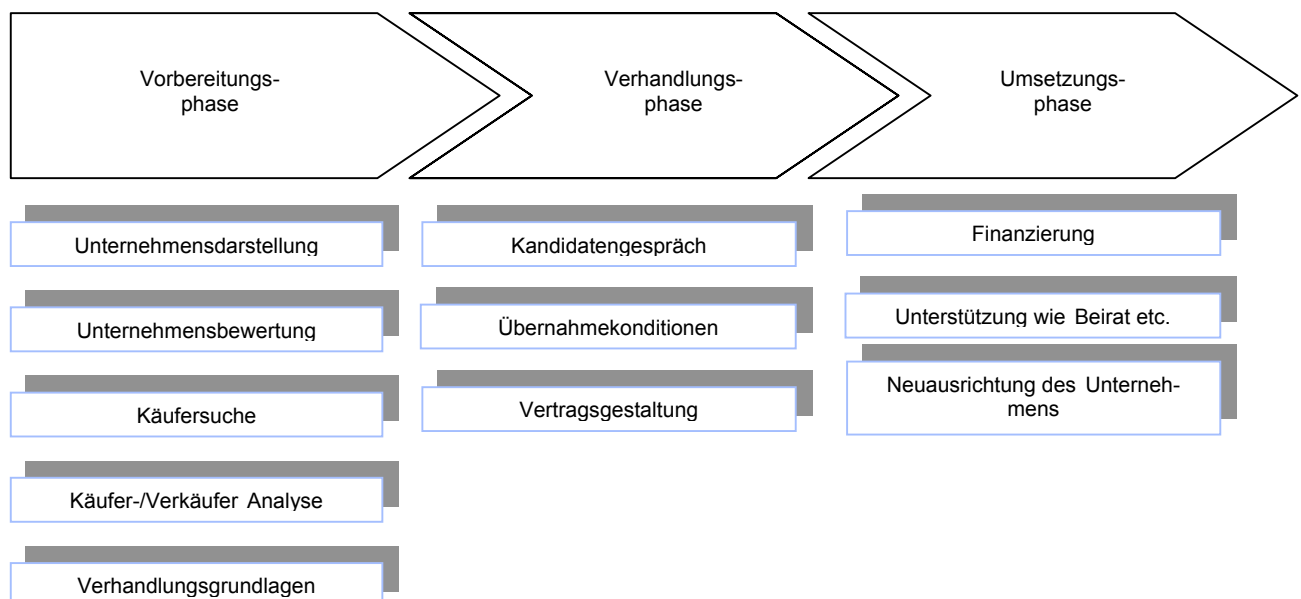 Vorbereitungs-
phase
Verhandlungs-
phase
Umsetzungs-
phase
Unternehmensdarstellung
Unternehmensbewertung
Käufersuche
Käufer-/Verkäufer Analyse
Verhandlungsgrundlagen
Kandidatengespräch
Übernahmekonditionen
Vertragsgestaltung
Finanzierung
Unterstützung wie Beirat etc.
Neuausrichtung des Unterneh-
mens